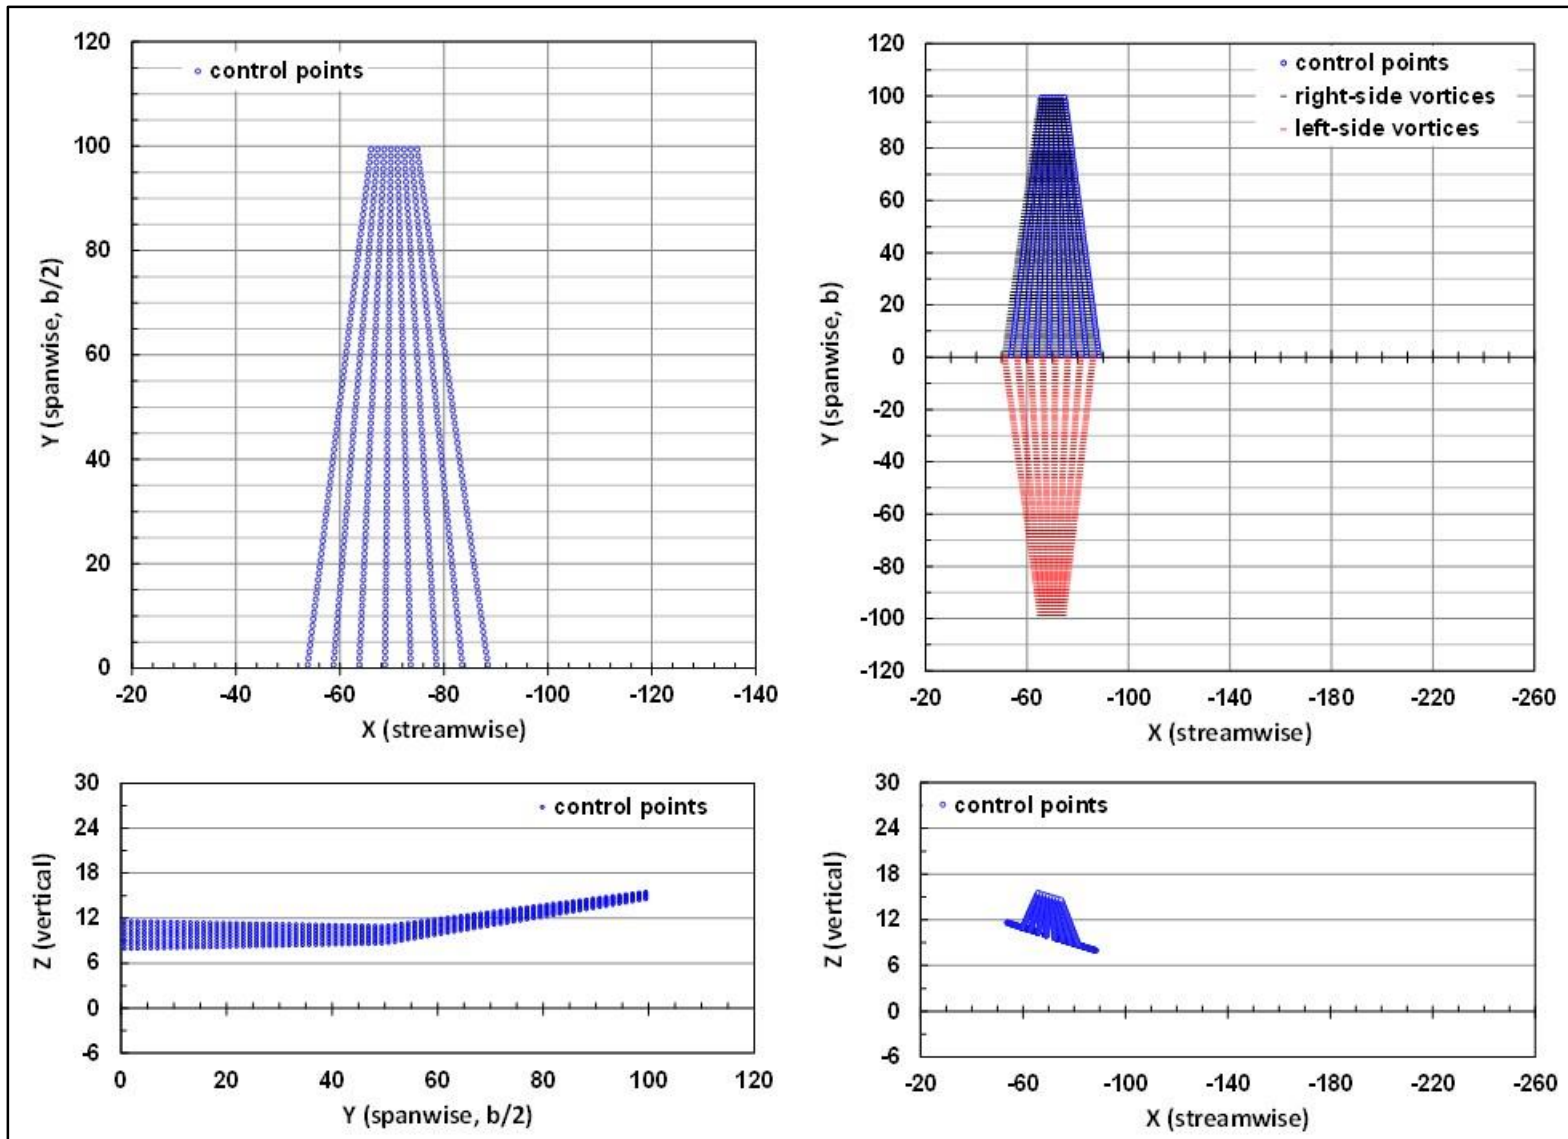 120
control points
100
80
60
40
20
0
-20 -40 -60 -80 -100 -120 -140
X (streamwise)
Y (spanwise, b/2)
120
control points
right-side vortices
left-side vortices
100
80
60
40
20
0
-20
-40
-60
-80
-100
-120
-20 -60 -100 -140 -180 -220 -260
X (streamwise)
Y (spanwise, b)
30
control points
24
18
12
6
0
-6
0 20 40 60 80 100 120
Y (spanwise, b/2)
Z (vertical)
30
control points
24
18
12
6
0
-6
-20 -60 -100 -140 -180 -220 -260
X (streamwise)
Z (vertical)